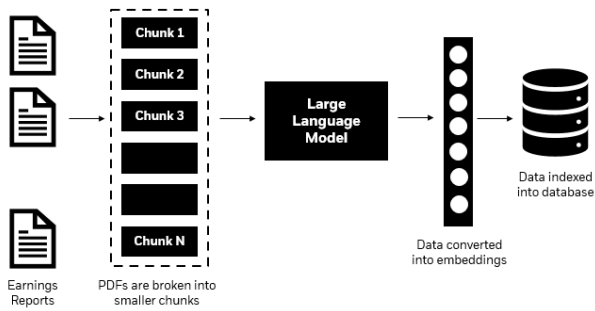 Chunk 1
Chunk 2
Chunk 3
Chunk N
Large
Language
Model
Earnings
Reports
PDFs are broken into
smaller chunks
Data converted
into embeddings
Data indexed
into database